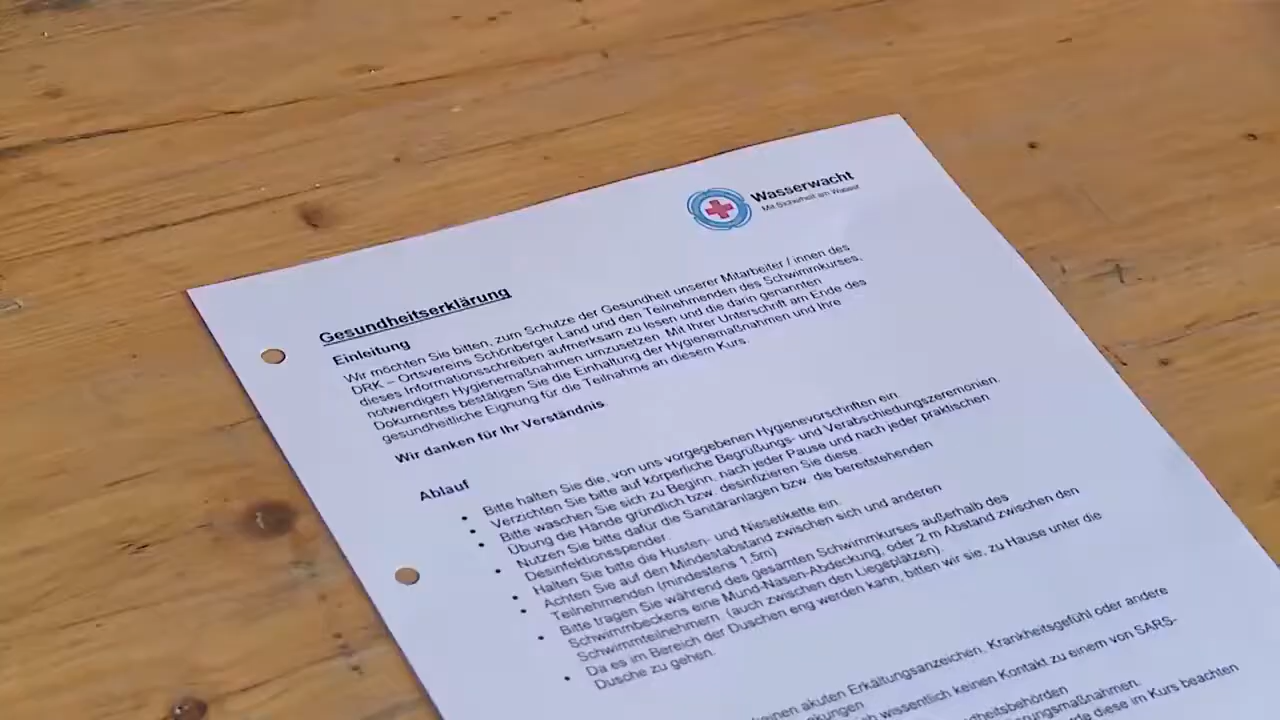 Wasserwacht
Mit Sicherheit am Wasser
Gesundheitserklärung
Einleitung
Wir möchten Sie bitten, zum Schutze der Gesundheit unserer Mitarbeiter / innen des
DRK – Ortsvereins Schönberger Land und den Teilnehmenden des Schwimmkurses,
dieses Informationsschreiben aufmerksam zu lesen und die darin genannten
notwendigen Hygienemaßnahmen umzusetzen. Mit Ihrer Unterschrift am Ende des
Dokumentes bestätigen Sie die Einhaltung der Hygienemaßnahmen und Ihre
gesundheitliche Eignung für die Teilnahme an diesem Kurs.
Wir danken für Ihr Verständnis.
Ablauf
• Bitte halten Sie die, von uns vorgegebenen Hygienevorschriften ein.
• Verzichten Sie bitte auf körperliche Begrüßungs- und Verabschiedungszeremonien.
• Bitte waschen Sie sich zu Beginn, nach jeder Pause und nach jeder praktischen
Übung die Hände gründlich bzw. desinfizieren Sie diese.
• Nutzen Sie bitte dafür die Sanitäranlagen bzw. die bereitstehenden
Desinfektionsspender.
• Halten Sie bitte die Husten- und Niesetikette ein.
• Achten Sie auf den Mindestabstand zwischen sich und anderen
Teilnehmenden (mindestens 1,5m)
• Bitte tragen Sie während des gesamten Schwimmkurses außerhalb des
Schwimmbeckens eine Mund-Nasen-Abdeckung, oder 2 m Abstand zwischen den
Schwimmteilnehmern (auch zwischen den Liegeplätzen).
• Da es im Bereich der Duschen eng werden kann, bitten wir sie, zu Hause unter die
Dusche zu gehen.
keinen akuten Erkältungsanzeichen, Krankheitsgefühl oder andere
wissentlich keinen Kontakt zu einem von SARS-
diese im Kurs beachten